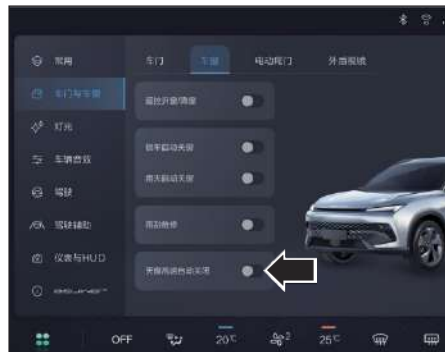 常用
车门 车窗 电动尾门 外后视镜
车门与车窗
遥控开窗/关窗
灯光
锁车自动关窗
车辆音效
雨天自动关窗
驾驶
驾驶辅助
雨刮维修
仪表与HUD
天窗高速自动关闭
OFF 20℃ 2 25℃